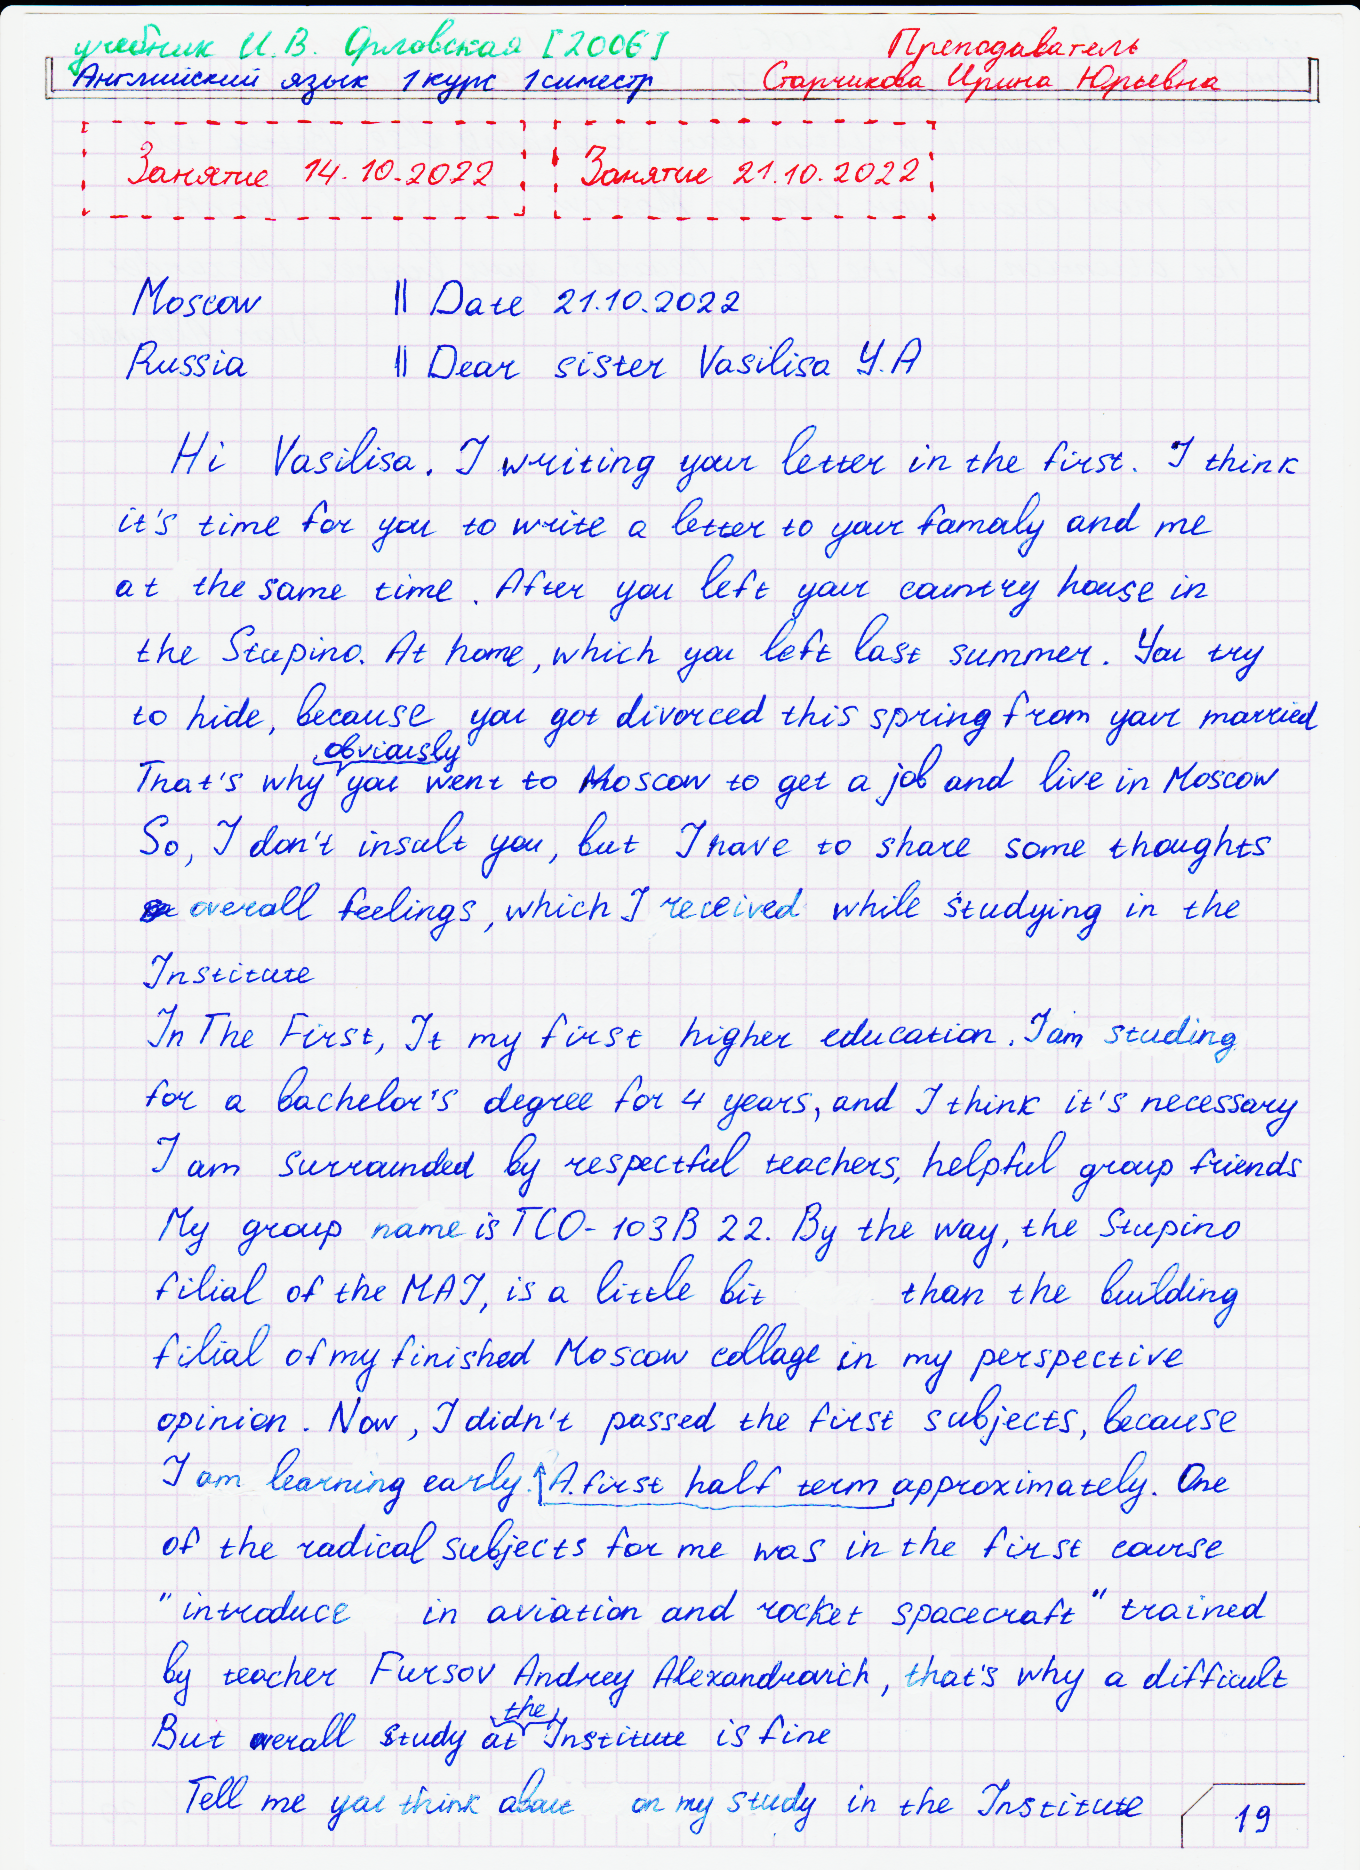 учебник И.В. Орловская [2006] Преподаватель
Английский язык 1 курс 1 симестр Старчикова Ирина Юрьевна
Занятие 14.10.2022 Занятие 21.10.2022
Moscow || Date 21.10.2022
Russia || Dear sister Vasilisa Y.A
Hi Vasilisa. I writing your letter in the first. I think
it's time for you to write a letter to your famaly and me
at the same time. After you left your country house in
the Stupino. At home, which you left last summer. You try
to hide, because you got divorced this spring from your married
obviously
That's why you went to Moscow to get a job and live in Moscow
So, I don't insult you, but I have to share some thoughts
overall feelings, which I received while studying in the
Institute
In The First, It my first higher education. I am studing
for a bachelor's degree for 4 years, and I think it's necessary
I am surrounded by respectful teachers, helpful group friends
My group name is TCO-103B 22. By the way, the Stupino
filial of the MAI, is a little bit than the building
filial of my finished Moscow collage in my perspective
opinion. Now, I didn't passed the first subjects, because
I am learning early. A first half term approximately. One
of the radical subjects for me was in the first course
"introduce in aviation and rocket spacecraft" trained
by teacher Fursov Andrey Alexandrovich, that's why a difficult
the
But overall study at Institute is fine
Tell me you think about on my study in the Institute
19